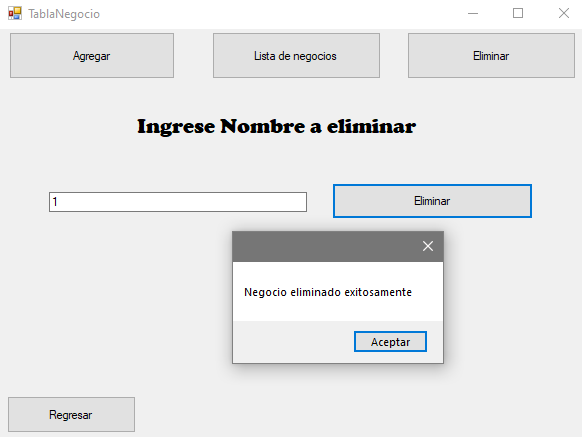 TablaNegocio
Agregar
Lista de negocios
Eliminar
Ingrese Nombre a eliminar
1
Eliminar
Negocio eliminado exitosamente
Aceptar
Regresar